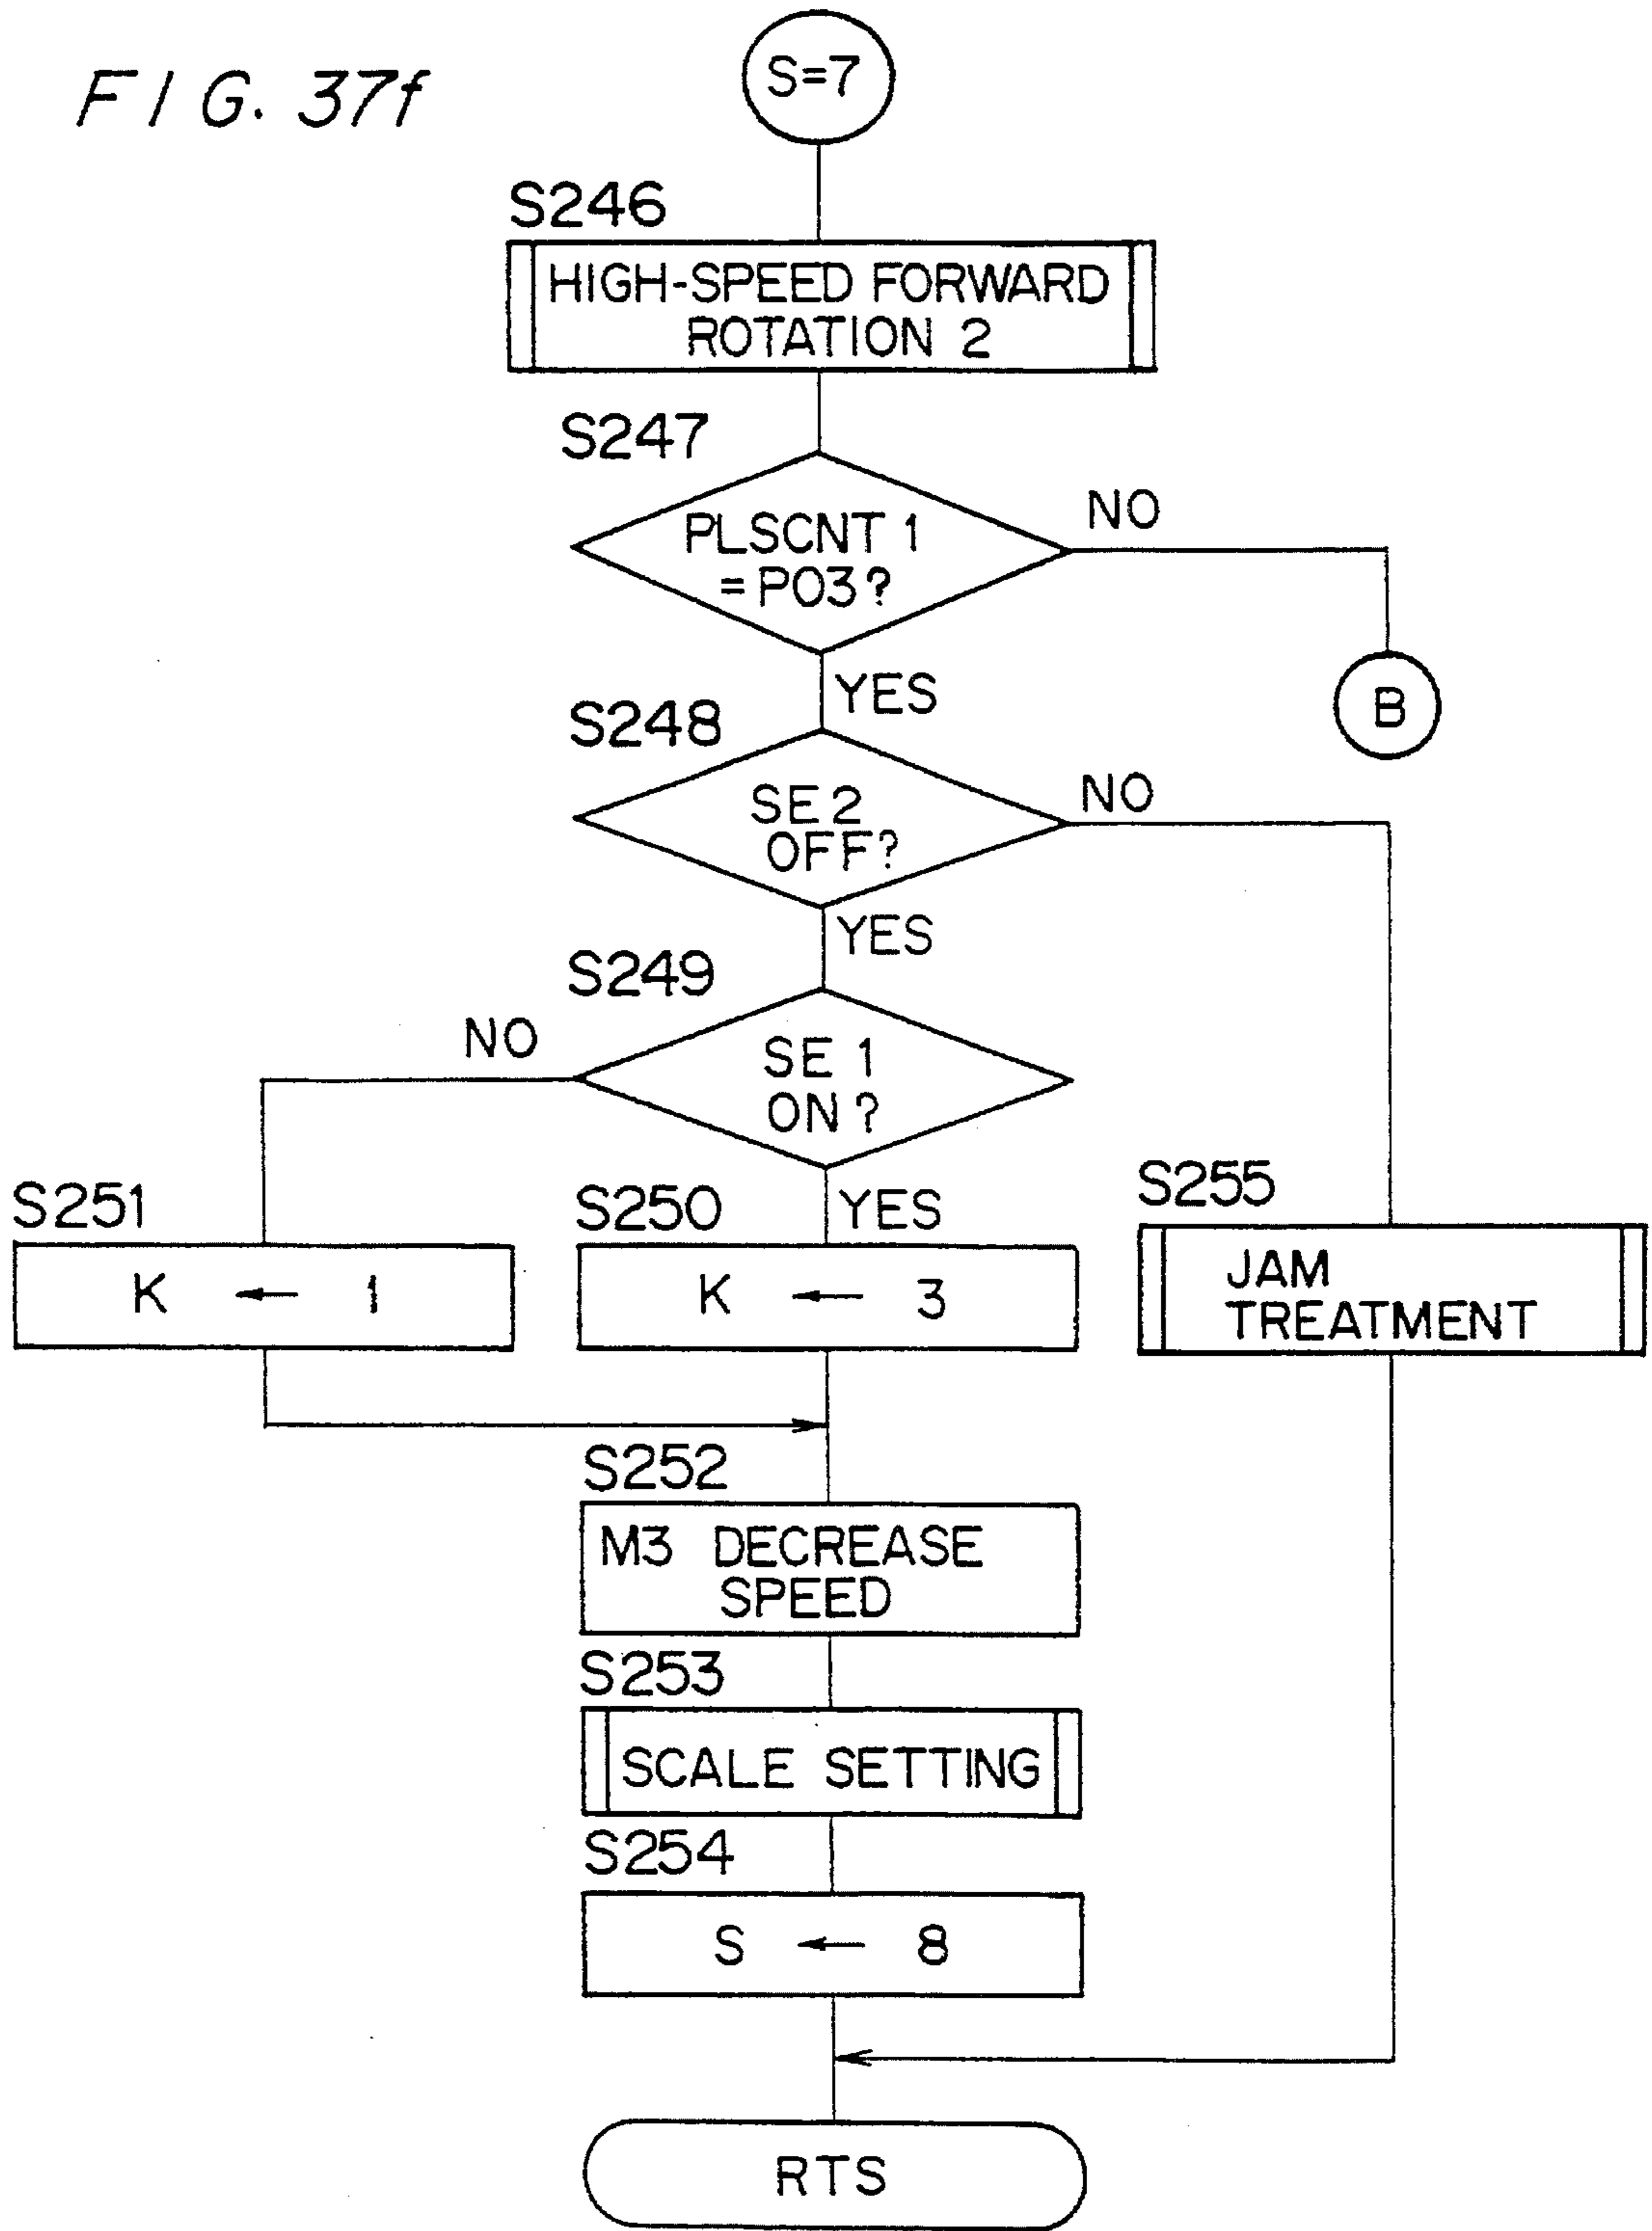 FIG. 37f
S=7
S246
HIGH-SPEED FORWARD
ROTATION 2
S247
PLSCNT 1
= P03?
NO
B
YES
S248
SE 2
OFF?
NO
YES
S249
SE 1
ON?
NO
YES
S251
K ← 1
S250
K ← 3
S255
JAM
TREATMENT
S252
M3 DECREASE
SPEED
S253
SCALE SETTING
S254
S ← 8
RTS